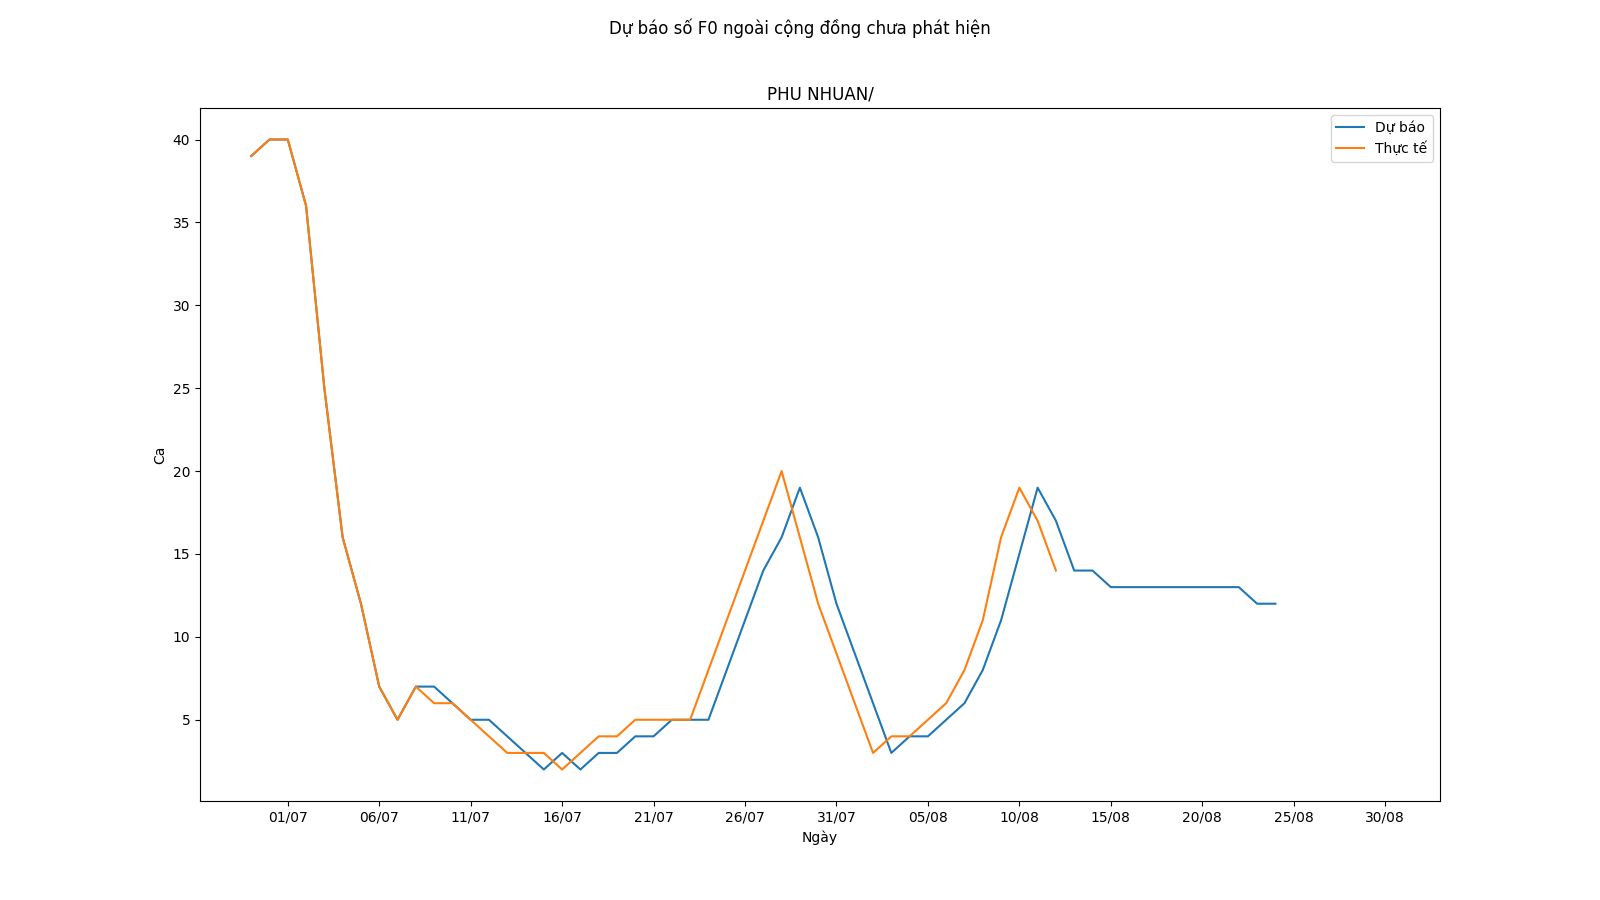 Dự báo số F0 ngoài cộng đồng chưa phát hiện
PHU NHUAN/
Dự báo
Thực tế
40
35
30
25
20
15
10
5
Ca
01/07 06/07 11/07 16/07 21/07 26/07 31/07 05/08 10/08 15/08 20/08 25/08 30/08
Ngày